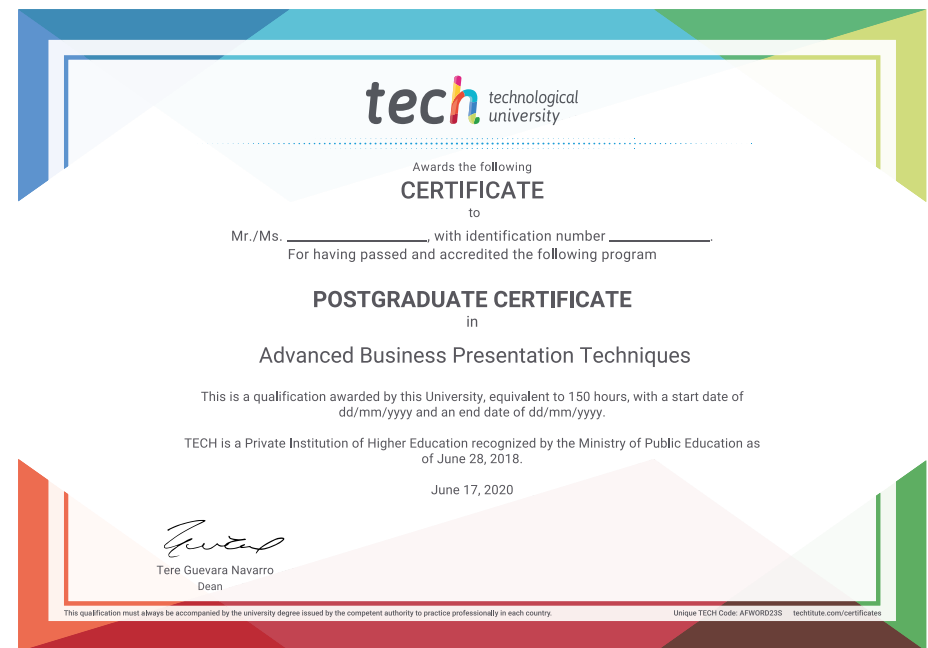 tech technological
university
Awards the following
CERTIFICATE
to
Mr./Ms. ____________________, with identification number ______________.
For having passed and accredited the following program
POSTGRADUATE CERTIFICATE
in
Advanced Business Presentation Techniques
This is a qualification awarded by this University, equivalent to 150 hours, with a start date of
dd/mm/yyyy and an end date of dd/mm/yyyy.
TECH is a Private Institution of Higher Education recognized by the Ministry of Public Education as
of June 28, 2018.
June 17, 2020
Tere Guevara Navarro
Dean
This qualification must always be accompanied by the university degree issued by the competent authority to practice professionally in each country. Unique TECH Code: AFWORD23S techtitute.com/certificates